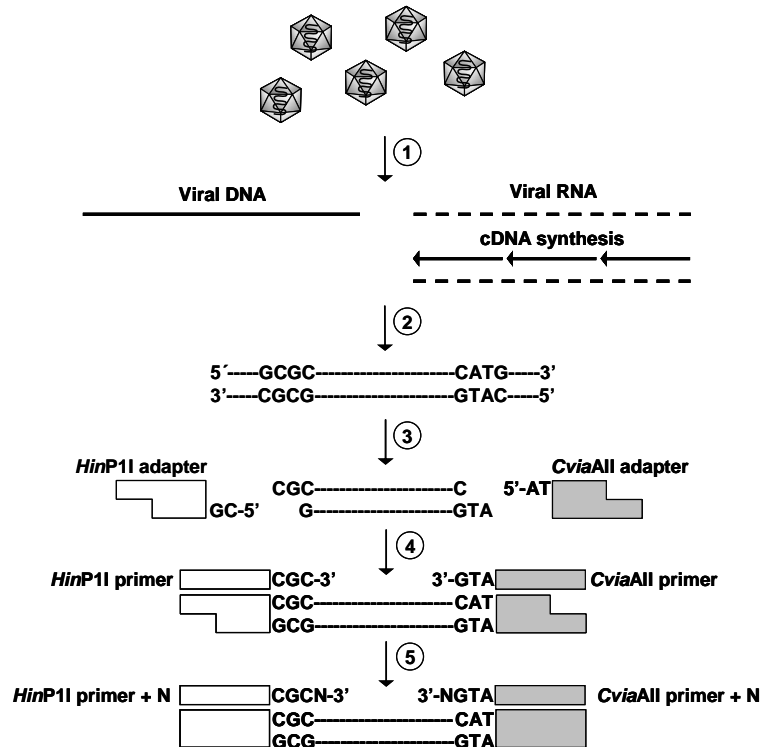 1
Viral DNA
Viral RNA
cDNA synthesis
2
5´-----GCGC----------------------CATG-----3’
3’-----CGCG----------------------GTAC-----5’
3
HinP1I adapter
CviaAII adapter
CGC----------------------C
5’-AT
GC-5’
G----------------------GTA
4
HinP1I primer
CGC-3’
3’-GTA
CviaAII primer
CGC----------------------CAT
GCG----------------------GTA
5
HinP1I primer + N
CGCN-3’
3’-NGTA
CviaAII primer + N
CGC----------------------CAT
GCG----------------------GTA